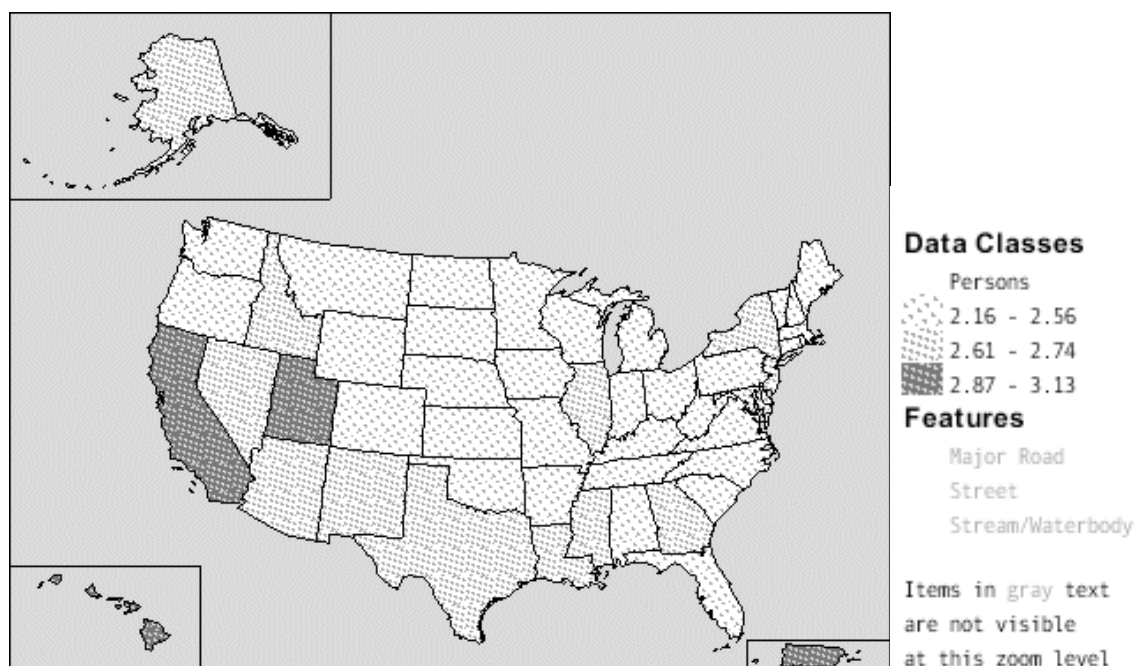 Data Classes
Persons
2.16 - 2.56
2.61 - 2.74
2.87 - 3.13
Features
Major Road
Street
Stream/Waterbody
Items in gray text
are not visible
at this zoom level